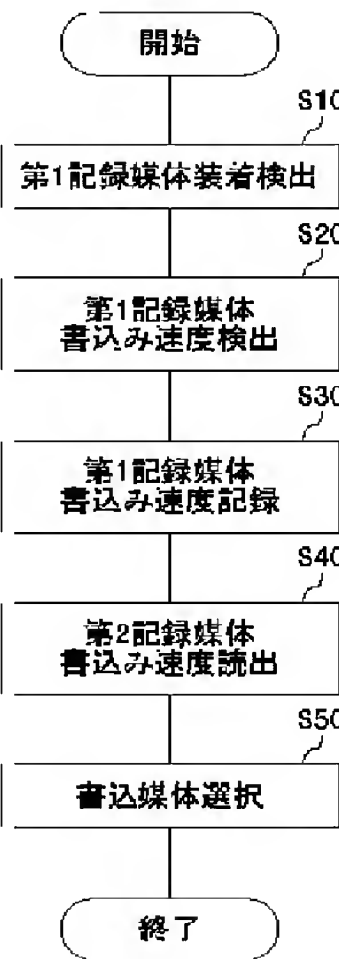 開始
S10
第1記録媒体装着検出
S20
第1記録媒体
書込み速度検出
S30
第1記録媒体
書込み速度記録
S40
第2記録媒体
書込み速度読出
S50
書込媒体選択
終了